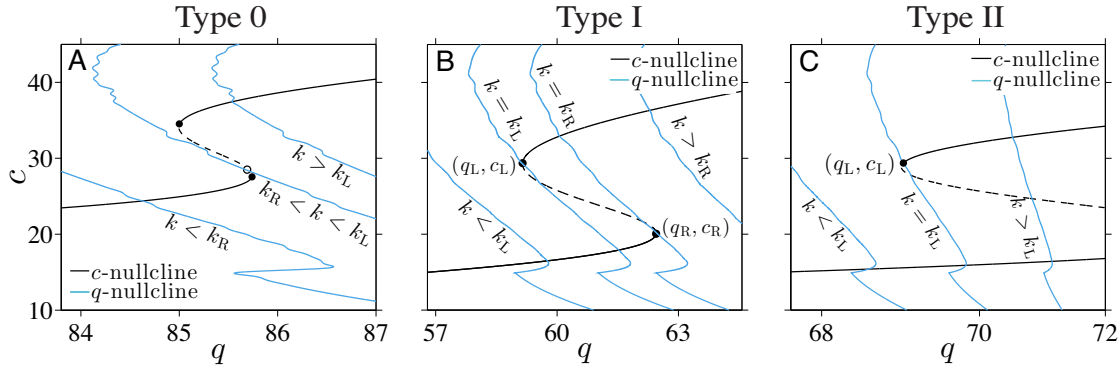 Type 0
Type I
Type II
A
c-nullcline
q-nullcline
k > k_L
k_R < k < k_L
k < k_R
c
40
30
20
10
84
85
86
87
q
B
c-nullcline
q-nullcline
k = k_L
k = k_R
k > k_R
k < k_L
(q_L, c_L)
(q_R, c_R)
57
60
63
q
C
c-nullcline
q-nullcline
(q_L, c_L)
k < k_L
k = k_L
k > k_L
68
70
72
q